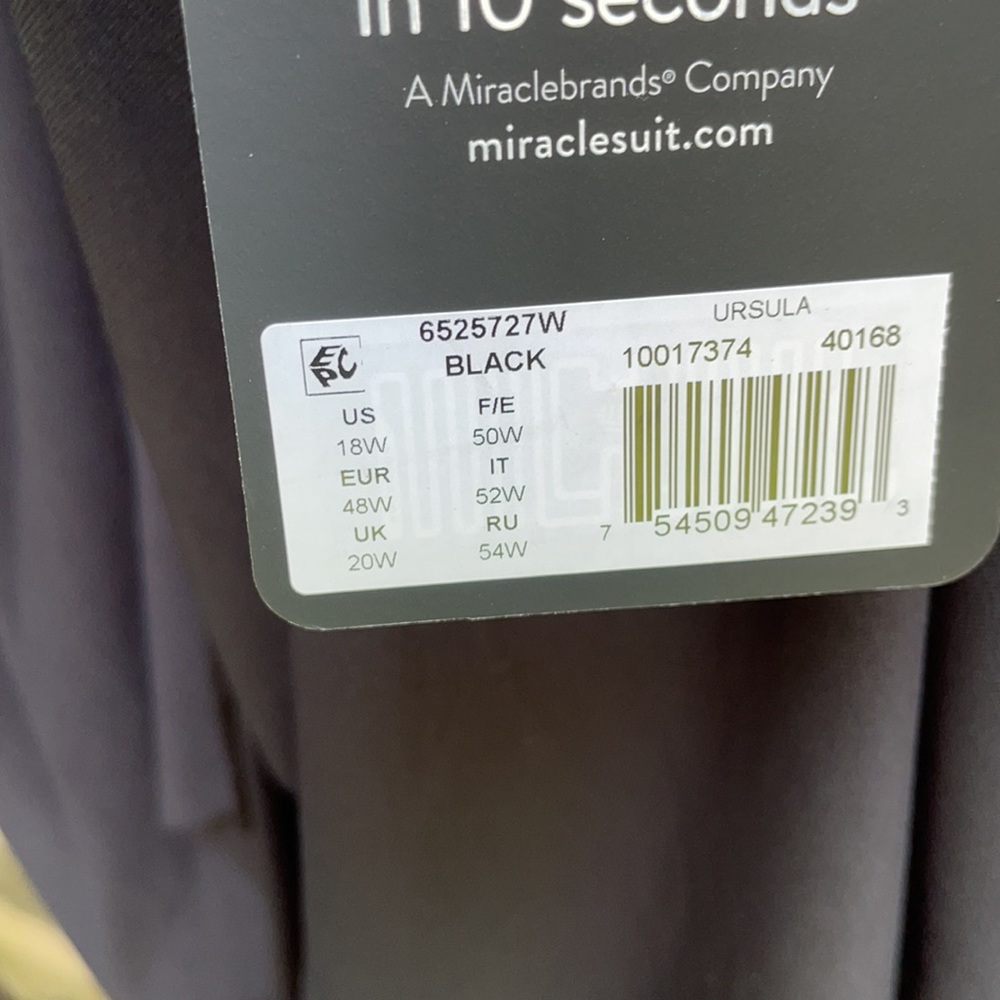 in 10 seconds
A Miraclebrands® Company
miraclesuit.com
EPC
6525727W
BLACK
URSULA
10017374 40168
US
18W
EUR
48W
UK
20W
F/E
50W
IT
52W
RU
54W
7 54509 47239 3